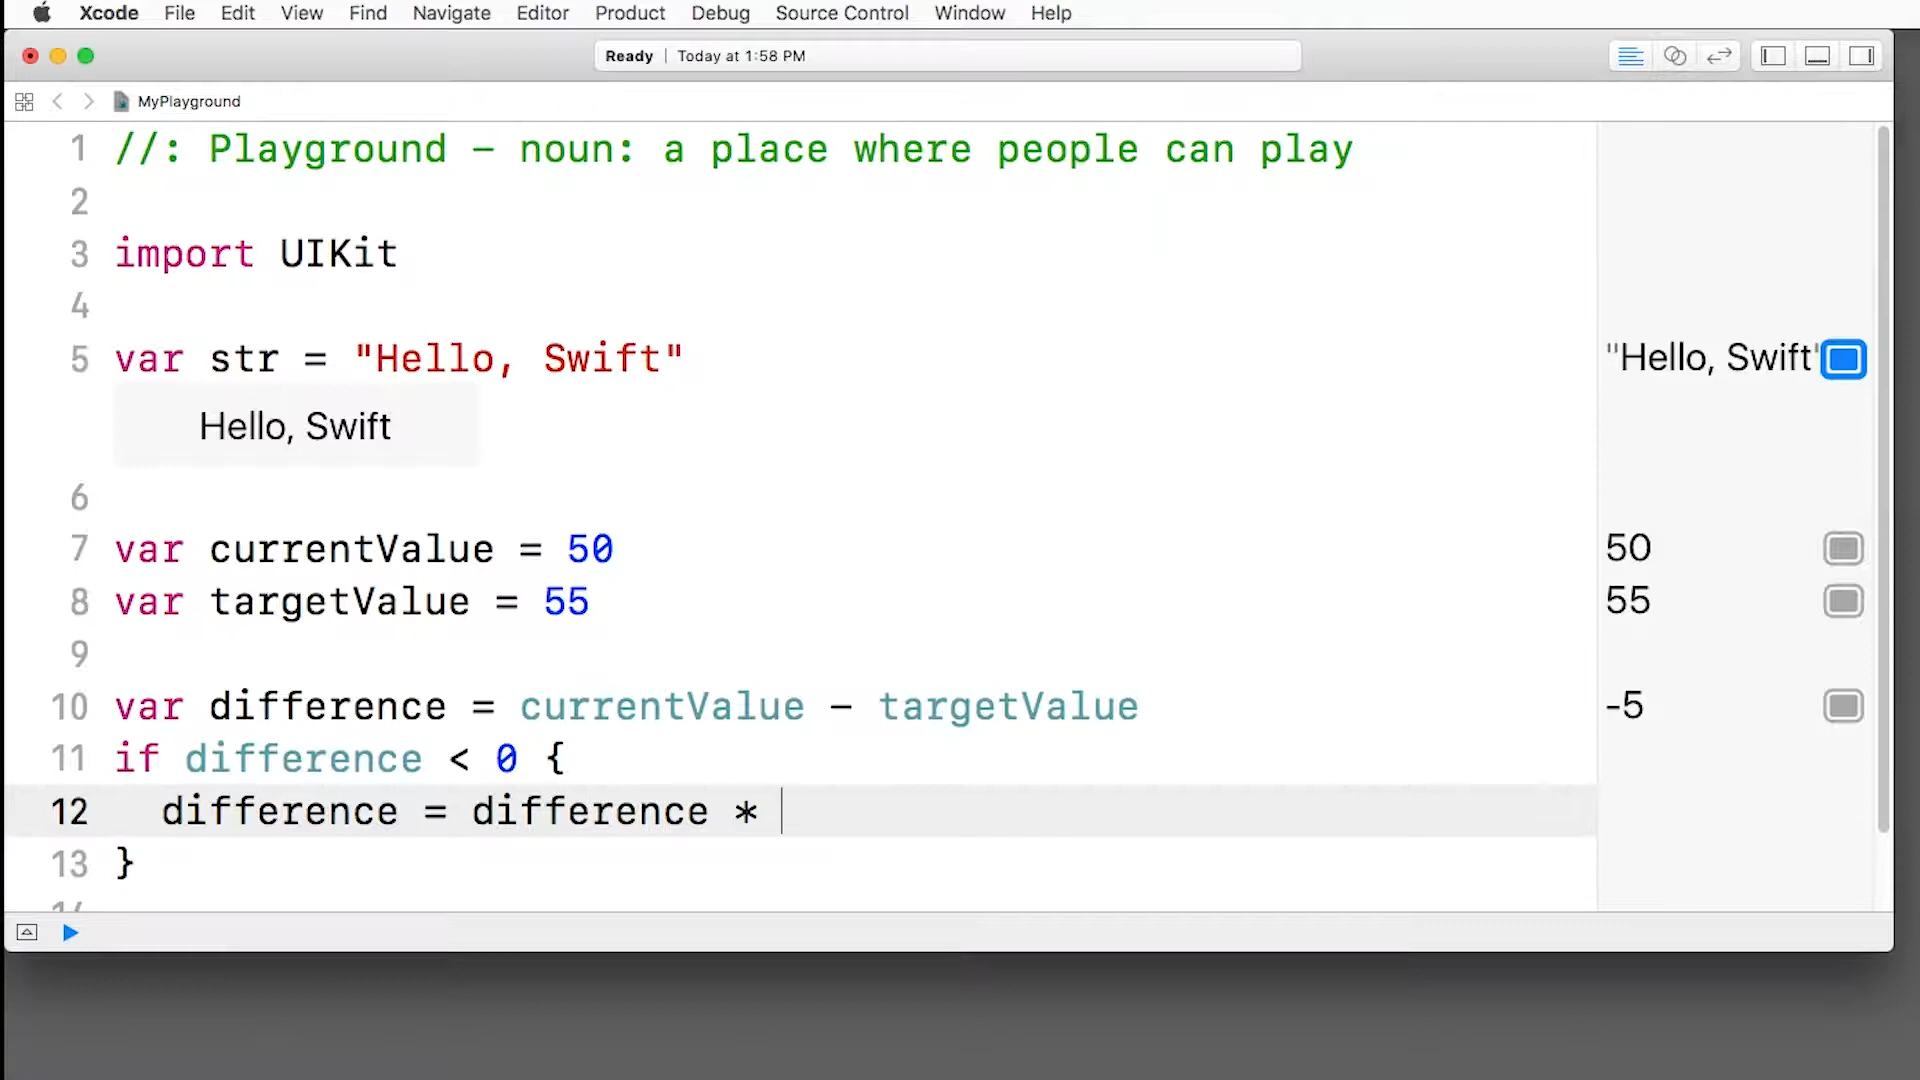 Xcode File Edit View Find Navigate Editor Product Debug Source Control Window Help
Ready | Today at 1:58 PM
MyPlayground
1 //: Playground – noun: a place where people can play
2
3 import UIKit
4
5 var str = "Hello, Swift" "Hello, Swift"
Hello, Swift
6
7 var currentValue = 50 50
8 var targetValue = 55 55
9
10 var difference = currentValue - targetValue -5
11 if difference < 0 {
12 difference = difference *
13 }
14